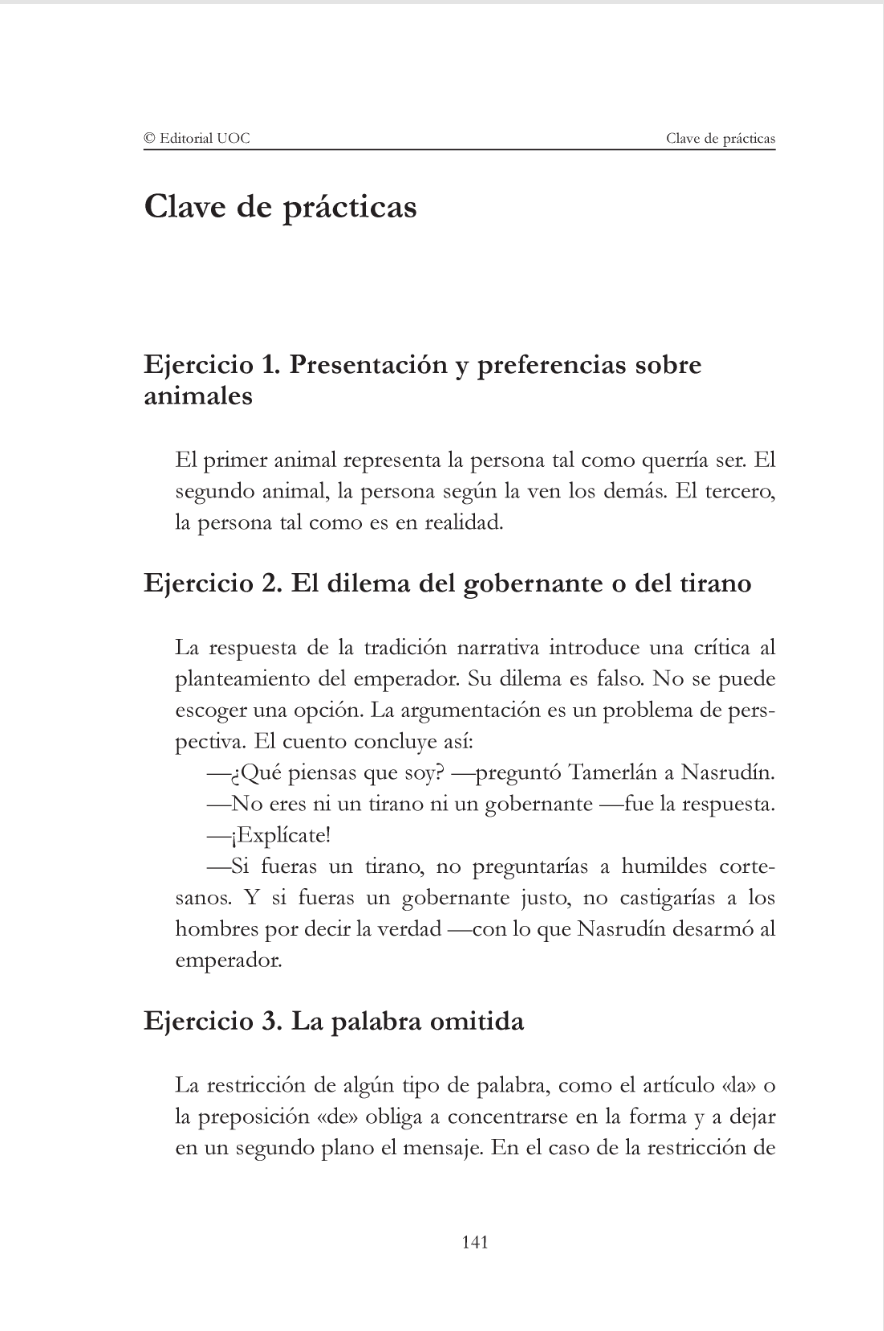 © Editorial UOC
Clave de prácticas
Clave de prácticas
Ejercicio 1. Presentación y preferencias sobre
animales
El primer animal representa la persona tal como querría ser. El
segundo animal, la persona según la ven los demás. El tercero,
la persona tal como es en realidad.
Ejercicio 2. El dilema del gobernante o del tirano
La respuesta de la tradición narrativa introduce una crítica al
planteamiento del emperador. Su dilema es falso. No se puede
escoger una opción. La argumentación es un problema de pers-
pectiva. El cuento concluye así:
—¿Qué piensas que soy? —preguntó Tamerlán a Nasrudín.
—No eres ni un tirano ni un gobernante —fue la respuesta.
—¡Explícate!
—Si fueras un tirano, no preguntarías a humildes corte-
sanos. Y si fueras un gobernante justo, no castigarías a los
hombres por decir la verdad —con lo que Nasrudín desarmó al
emperador.
Ejercicio 3. La palabra omitida
La restricción de algún tipo de palabra, como el artículo «la» o
la preposición «de» obliga a concentrarse en la forma y a dejar
en un segundo plano el mensaje. En el caso de la restricción de
141